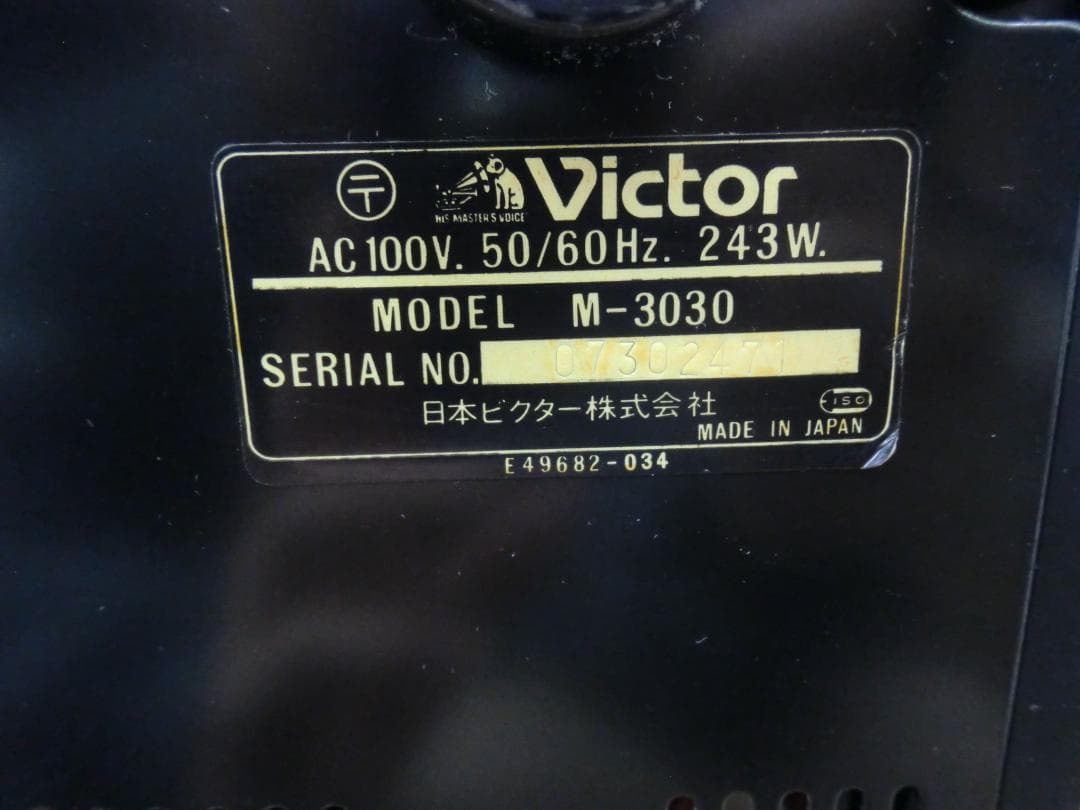 Victor
HIS MASTER'S VOICE
AC 100V. 50/60Hz. 243W.
MODEL M-3030
SERIAL NO. 07302471
日本ビクター株式会社
ISO
MADE IN JAPAN
E49682-034